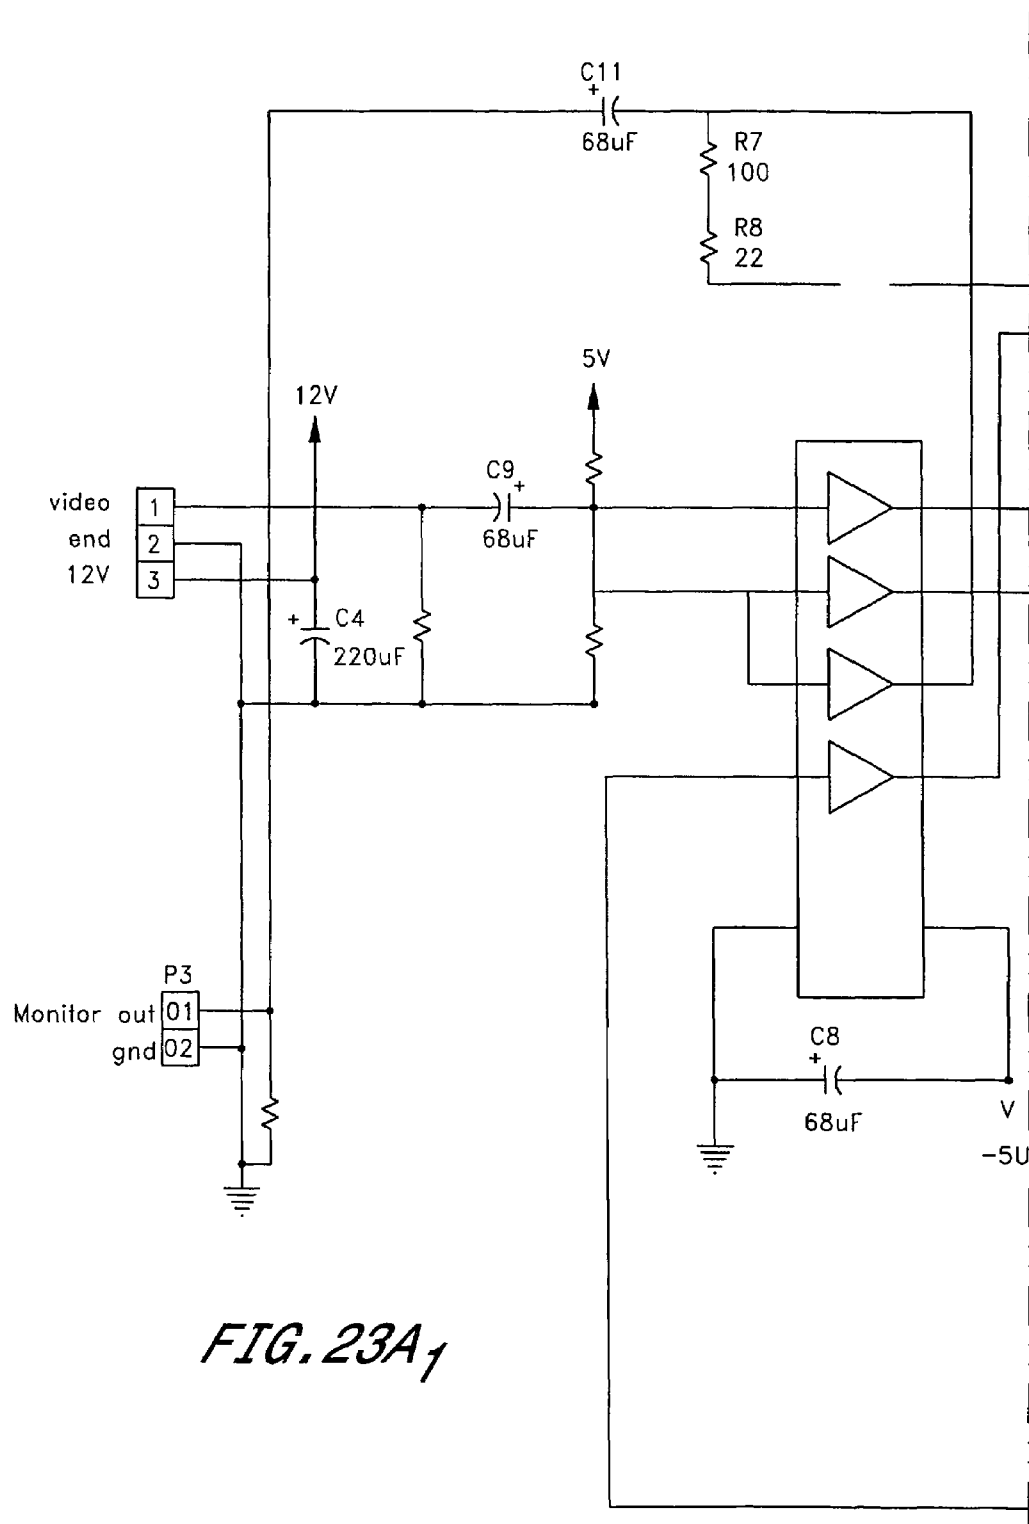 C11
+
68uF
R7
100
R8
22
5V
12V
C9
+
68uF
video 1
end 2
12V 3
+ C4
220uF
P3
Monitor out 01
gnd 02
C8
+
68uF
V
-5U
FIG. 23A1